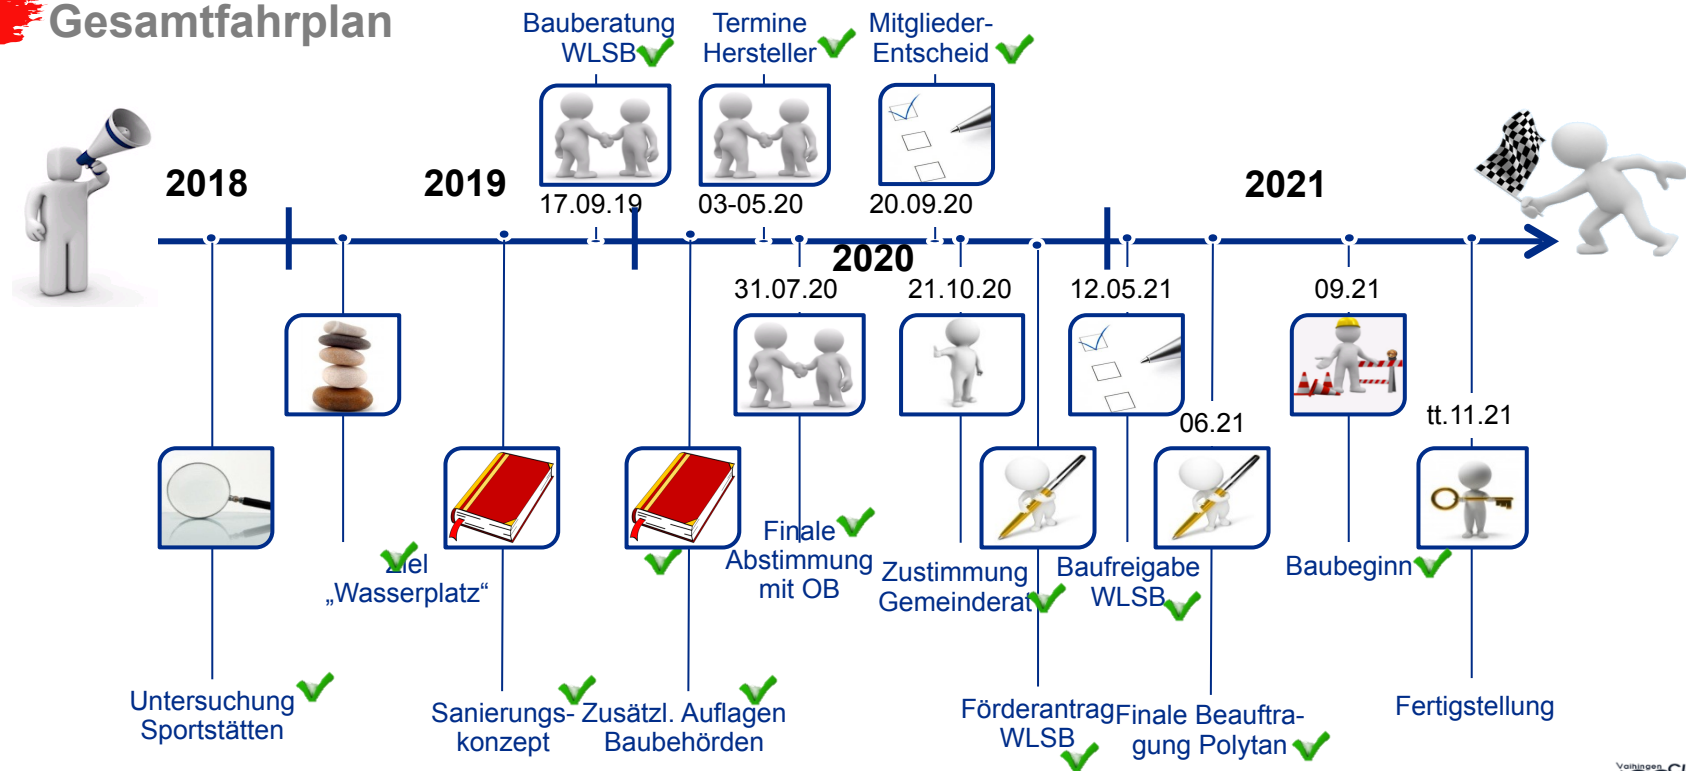 Gesamtfahrplan
Bauberatung
WLSB
Termine
Hersteller
Mitglieder-
Entscheid
2018
2019
2021
17.09.19
03-05.20
20.09.20
2020
31.07.20
21.10.20
12.05.21
09.21
06.21
tt.11.21
Ziel
„Wasserplatz“
Finale
Abstimmung
mit OB
Zustimmung
Gemeinderat
Baufreigabe
WLSB
Baubeginn
Untersuchung
Sportstätten
Sanierungs-
konzept
Zusätzl. Auflagen
Baubehörden
Förderantrag
WLSB
Finale Beauftra-
gung Polytan
Fertigstellung
Vaihingen